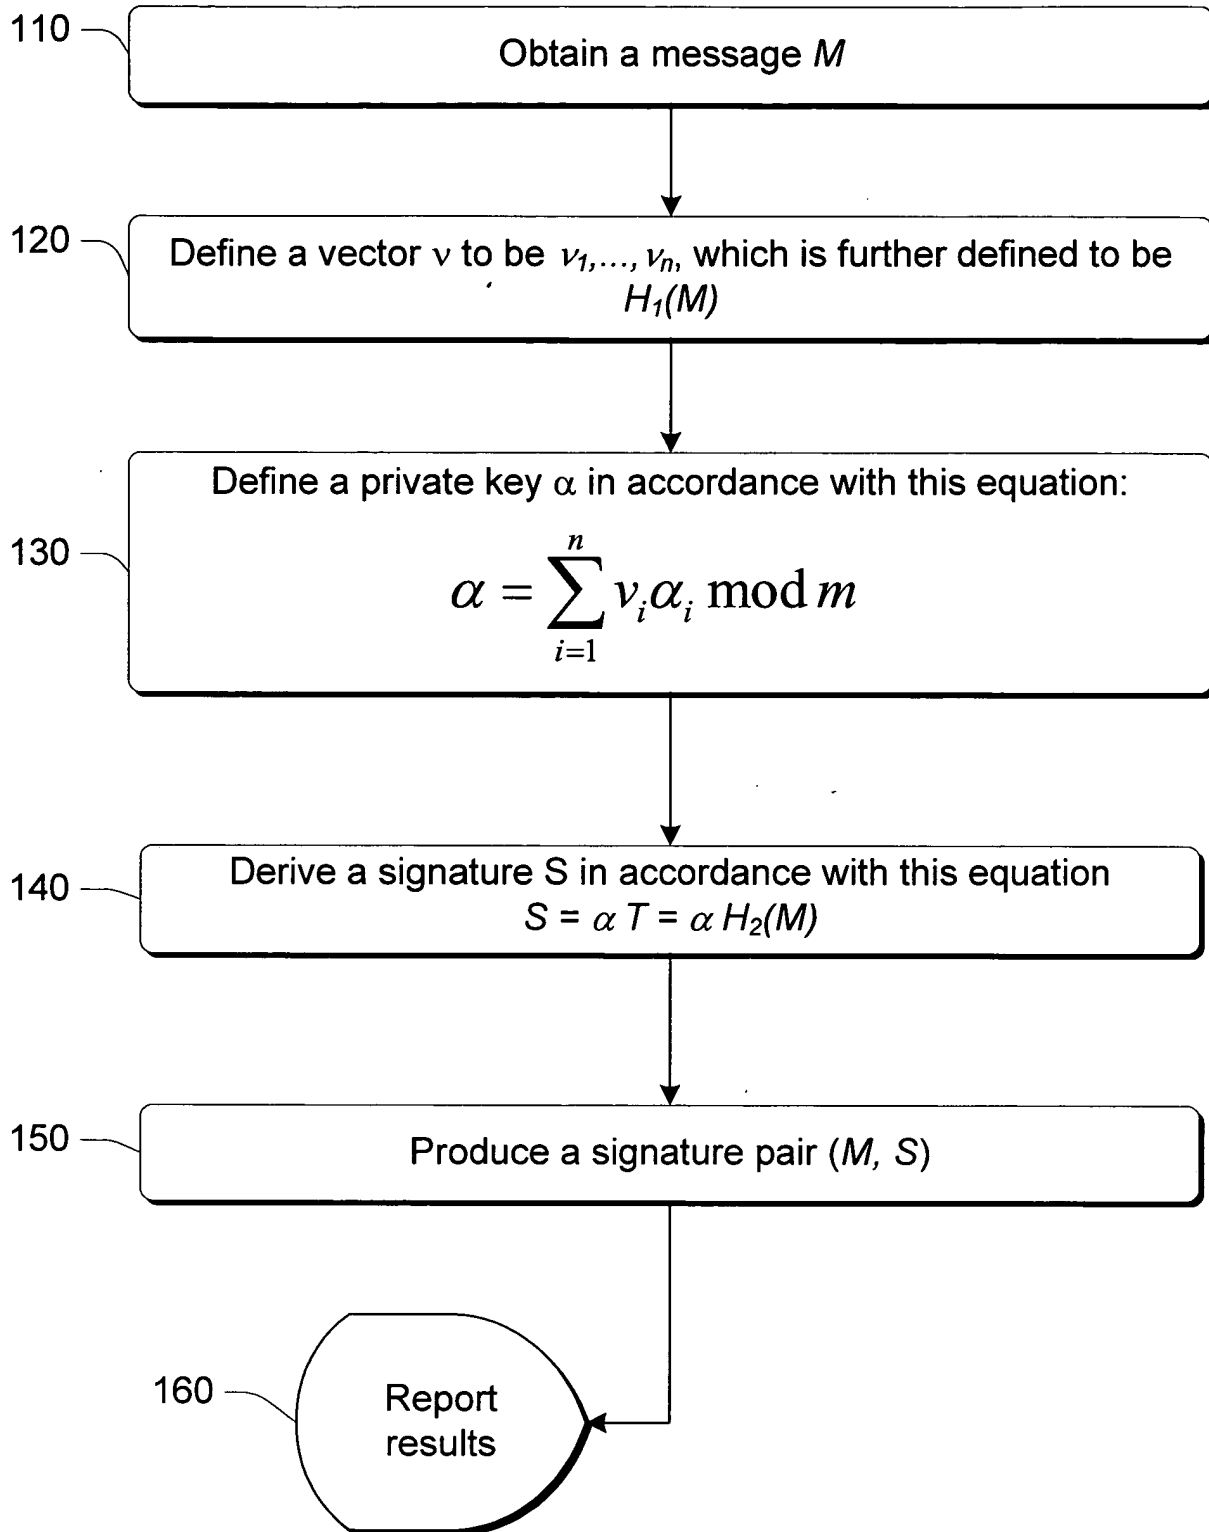 110
Obtain a message M
120
Define a vector ν to be ν₁,..., νₙ, which is further defined to be
H₁(M)
130
Define a private key α in accordance with this equation:
α = ∑ᵢ₌₁ⁿ νᵢαᵢ mod m
140
Derive a signature S in accordance with this equation
S = α T = α H₂(M)
150
Produce a signature pair (M, S)
160
Report
results